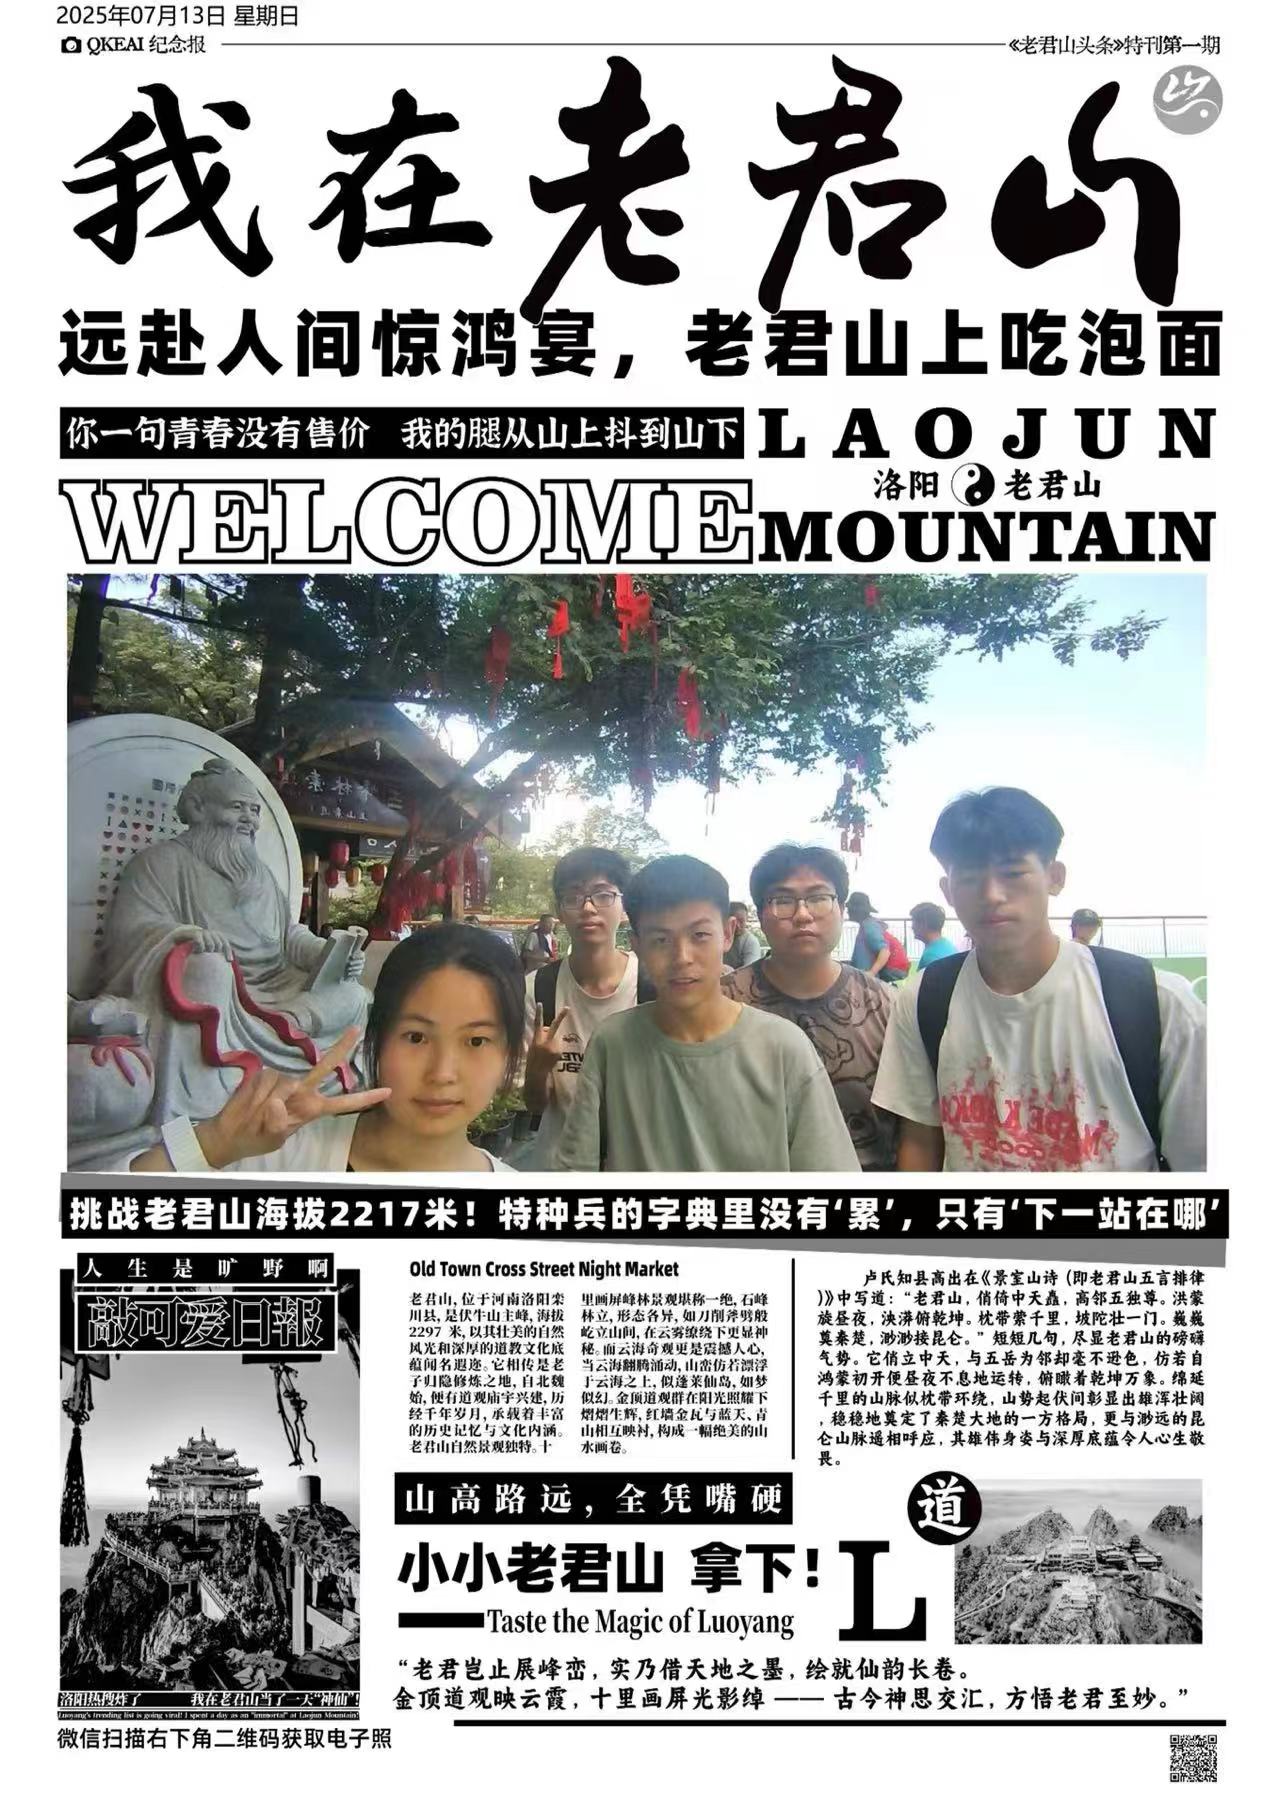 2025年07月13日 星期日
QKEAI 纪念报
《老君山头条》特刊第一期
我在老君山
远赴人间惊鸿宴，老君山上吃泡面
你一句青春没有售价 我的腿从山上抖到山下
LAOJUN
洛阳 老君山
WELCOME
MOUNTAIN
挑战老君山海拔2217米！特种兵的字典里没有‘累’，只有‘下一站在哪’
人生是旷野啊
敲可爱日報
Old Town Cross Street Night Market
老君山，位于河南洛阳栾
川县，是伏牛山主峰，海拔
2297 米，以其壮美的自然
风光和深厚的道教文化底
蕴闻名遐迩。它相传是老
子归隐修炼之地，自北魏
始，便有道观庙宇兴建，历
经千年岁月，承载着丰富
的历史记忆与文化内涵。
老君山自然景观独特。十
里画屏峰林景观堪称一绝，石峰
林立，形态各异，如刀削斧劈般
屹立山间，在云雾缭绕下更显神
秘。而云海奇观更是震撼人心，
当云海翻腾涌动，山峦仿若漂浮
于云海之上，似蓬莱仙岛，如梦
似幻。金顶道观群在阳光照耀下
熠熠生辉，红墙金瓦与蓝天、青
山相互映衬，构成一幅绝美的山
水画卷。
卢氏知县高出在《景室山诗（即老君山五言排律
）》中写道：“老君山，俏倚中天矗，高邻五独尊。洪蒙
旋昼夜，泱漭俯乾坤。枕带萦千里，坡陀壮一门。巍巍
奠秦楚，渺渺接昆仑。”短短几句，尽显老君山的磅礴
气势。它俏立中天，与五岳为邻却毫不逊色，仿若自
鸿蒙初开便昼夜不息地运转，俯瞰着乾坤万象。绵延
千里的山脉似枕带环绕，山势起伏间彰显出雄浑壮阔
，稳稳地奠定了秦楚大地的一方格局，更与渺远的昆
仑山脉遥相呼应，其雄伟身姿与深厚底蕴令人心生敬
畏。
山高路远，全凭嘴硬
小小老君山 拿下！
Taste the Magic of Luoyang
L
道
“老君岂止展峰峦，实乃借天地之墨，绘就仙韵长卷。
金顶道观映云霞，十里画屏光影绰 —— 古今神思交汇，方悟老君至妙。”
洛阳热搜炸了 我在老君山当了一天“神仙”！
Luoyang's trending list is going viral! I spent a day as an "immortal" at Laojun Mountain!
微信扫描右下角二维码获取电子照